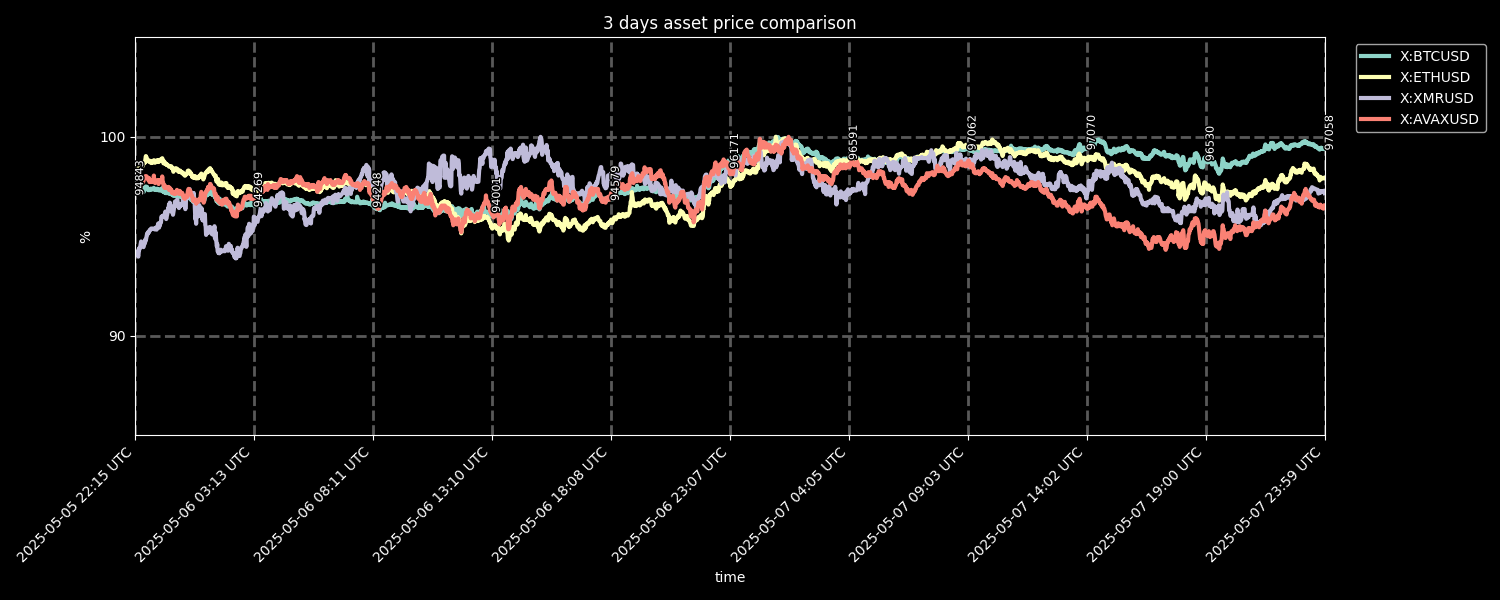 3 days asset price comparison
X:BTCUSD
X:ETHUSD
X:XMRUSD
X:AVAXUSD
%
100
90
94843
94269
94248
94001
94579
96171
96591
97062
97070
96530
97058
2025-05-05 22:15 UTC
2025-05-06 03:13 UTC
2025-05-06 08:11 UTC
2025-05-06 13:10 UTC
2025-05-06 18:08 UTC
2025-05-06 23:07 UTC
2025-05-07 04:05 UTC
2025-05-07 09:03 UTC
2025-05-07 14:02 UTC
2025-05-07 19:00 UTC
2025-05-07 23:59 UTC
time